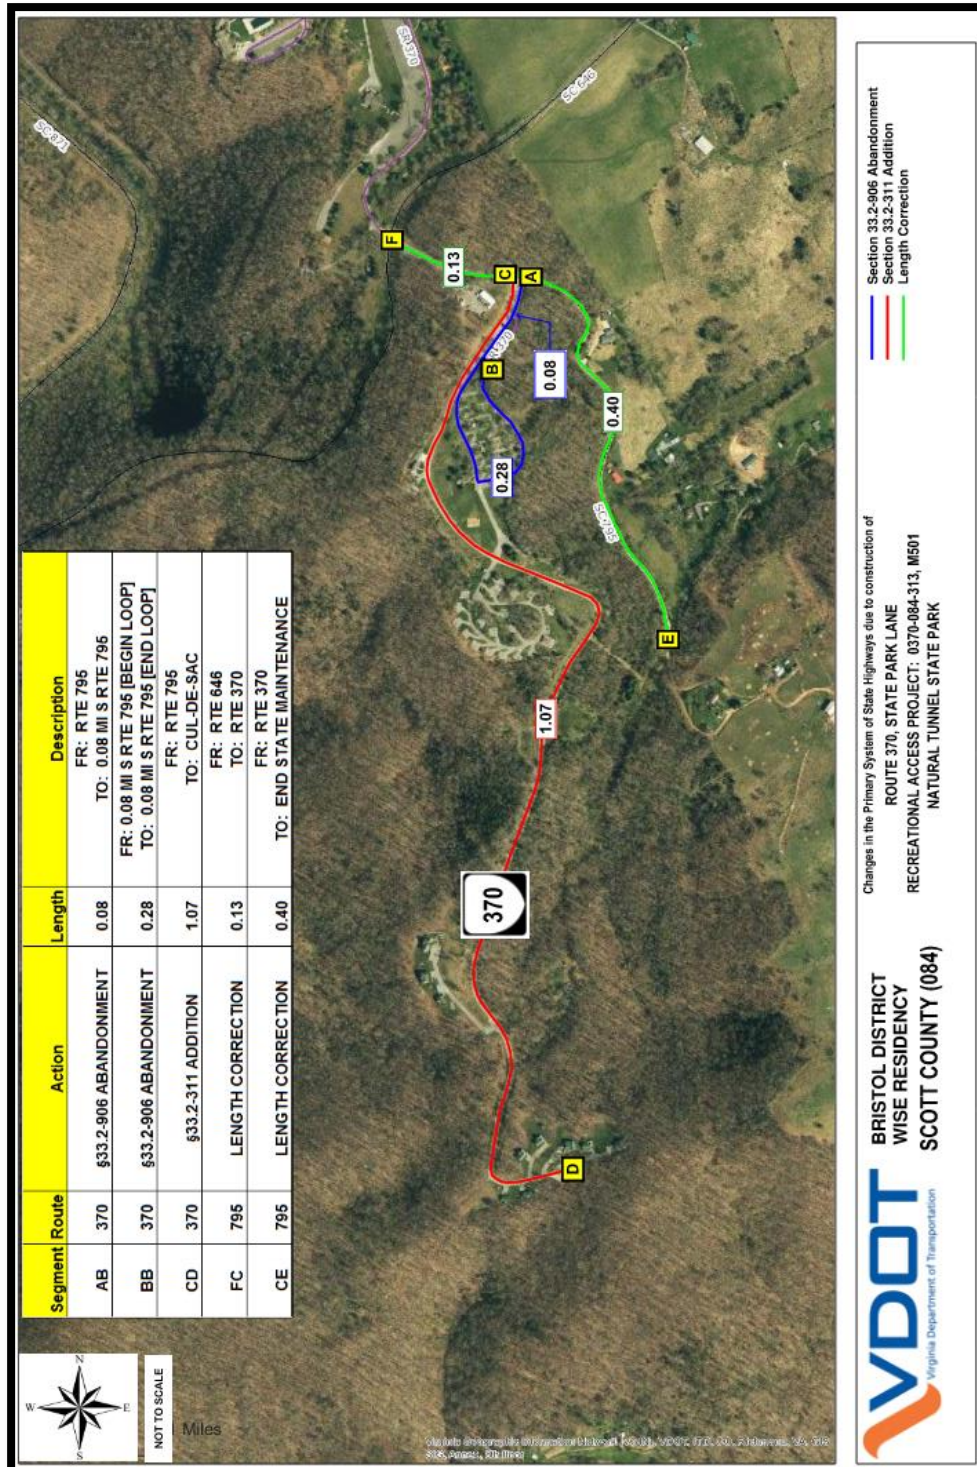 Segment Route Action Length Description
AB 370 §33.2-906 ABANDONMENT 0.08 FR: RTE 795
TO: 0.08 MI S RTE 795
BB 370 §33.2-906 ABANDONMENT 0.28 FR: 0.08 MI S RTE 795 [BEGIN LOOP]
TO: 0.08 MI S RTE 795 [END LOOP]
CD 370 §33.2-311 ADDITION 1.07 FR: RTE 795
TO: CUL-DE-SAC
FC 795 LENGTH CORRECTION 0.13 FR: RTE 646
TO: RTE 370
CE 795 LENGTH CORRECTION 0.40 FR: RTE 370
TO: END STATE MAINTENANCE
N
W
E
S
NOT TO SCALE
Miles
SC-871
SR-370
SC-646
F
0.13
C
A
B
0.08
0.28
0.40
SC-795
E
1.07
370
D
VDOT
Virginia Department of Transportation
BRISTOL DISTRICT
WISE RESIDENCY
SCOTT COUNTY (084)
Changes in the Primary System of State Highways due to construction of
ROUTE 370, STATE PARK LANE
RECREATIONAL ACCESS PROJECT: 0370-084-313, M501
NATURAL TUNNEL STATE PARK
Section 33.2-906 Abandonment
Section 33.2-311 Addition
Length Correction